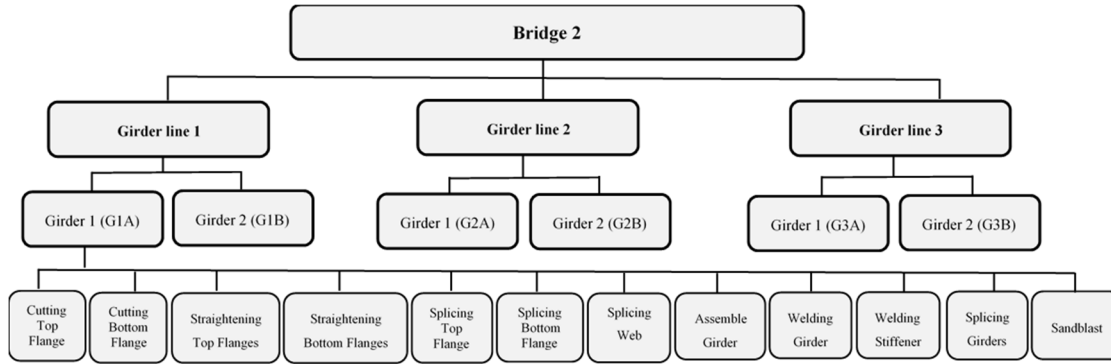 Bridge 2
Girder line 1
Girder line 2
Girder line 3
Girder 1 (G1A)
Girder 2 (G1B)
Girder 1 (G2A)
Girder 2 (G2B)
Girder 1 (G3A)
Girder 2 (G3B)
Cutting
Top
Flange
Cutting
Bottom
Flange
Straightening
Top Flanges
Straightening
Bottom Flanges
Splicing
Top
Flange
Splicing
Bottom
Flange
Splicing
Web
Assemble
Girder
Welding
Girder
Welding
Stiffener
Splicing
Girders
Sandblast